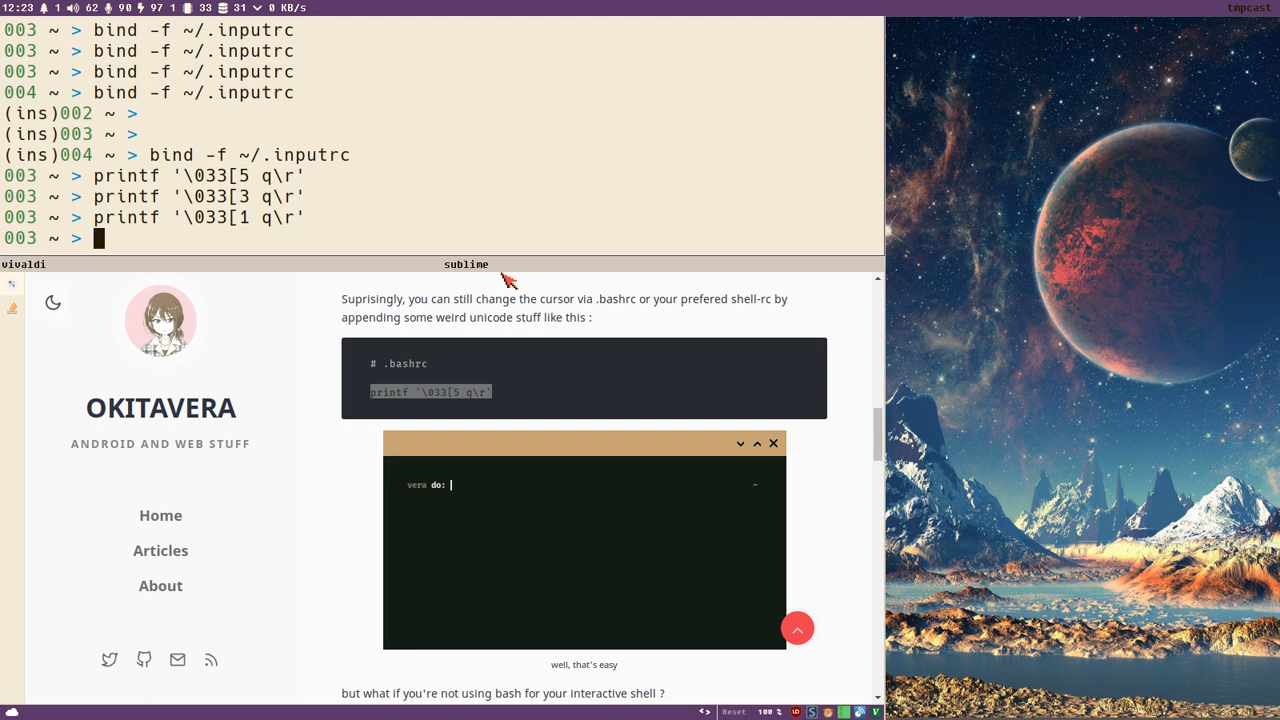 12:23 1 62 90 97 1 33 31 0 KB/s
tmpcast
003 ~ > bind -f ~/.inputrc
003 ~ > bind -f ~/.inputrc
003 ~ > bind -f ~/.inputrc
004 ~ > bind -f ~/.inputrc
(ins)002 ~ >
(ins)003 ~ >
(ins)004 ~ > bind -f ~/.inputrc
003 ~ > printf '\033[5 q\r'
003 ~ > printf '\033[3 q\r'
003 ~ > printf '\033[1 q\r'
003 ~ >
vivaldi
sublime
OKITAVERA
ANDROID AND WEB STUFF
Home
Articles
About
Suprisingly, you can still change the cursor via .bashrc or your prefered shell-rc by
appending some weird unicode stuff like this :
# .bashrc
printf '\033[5 q\r'
vera do:
~
well, that's easy
but what if you're not using bash for your interactive shell ?
Reset 100 %